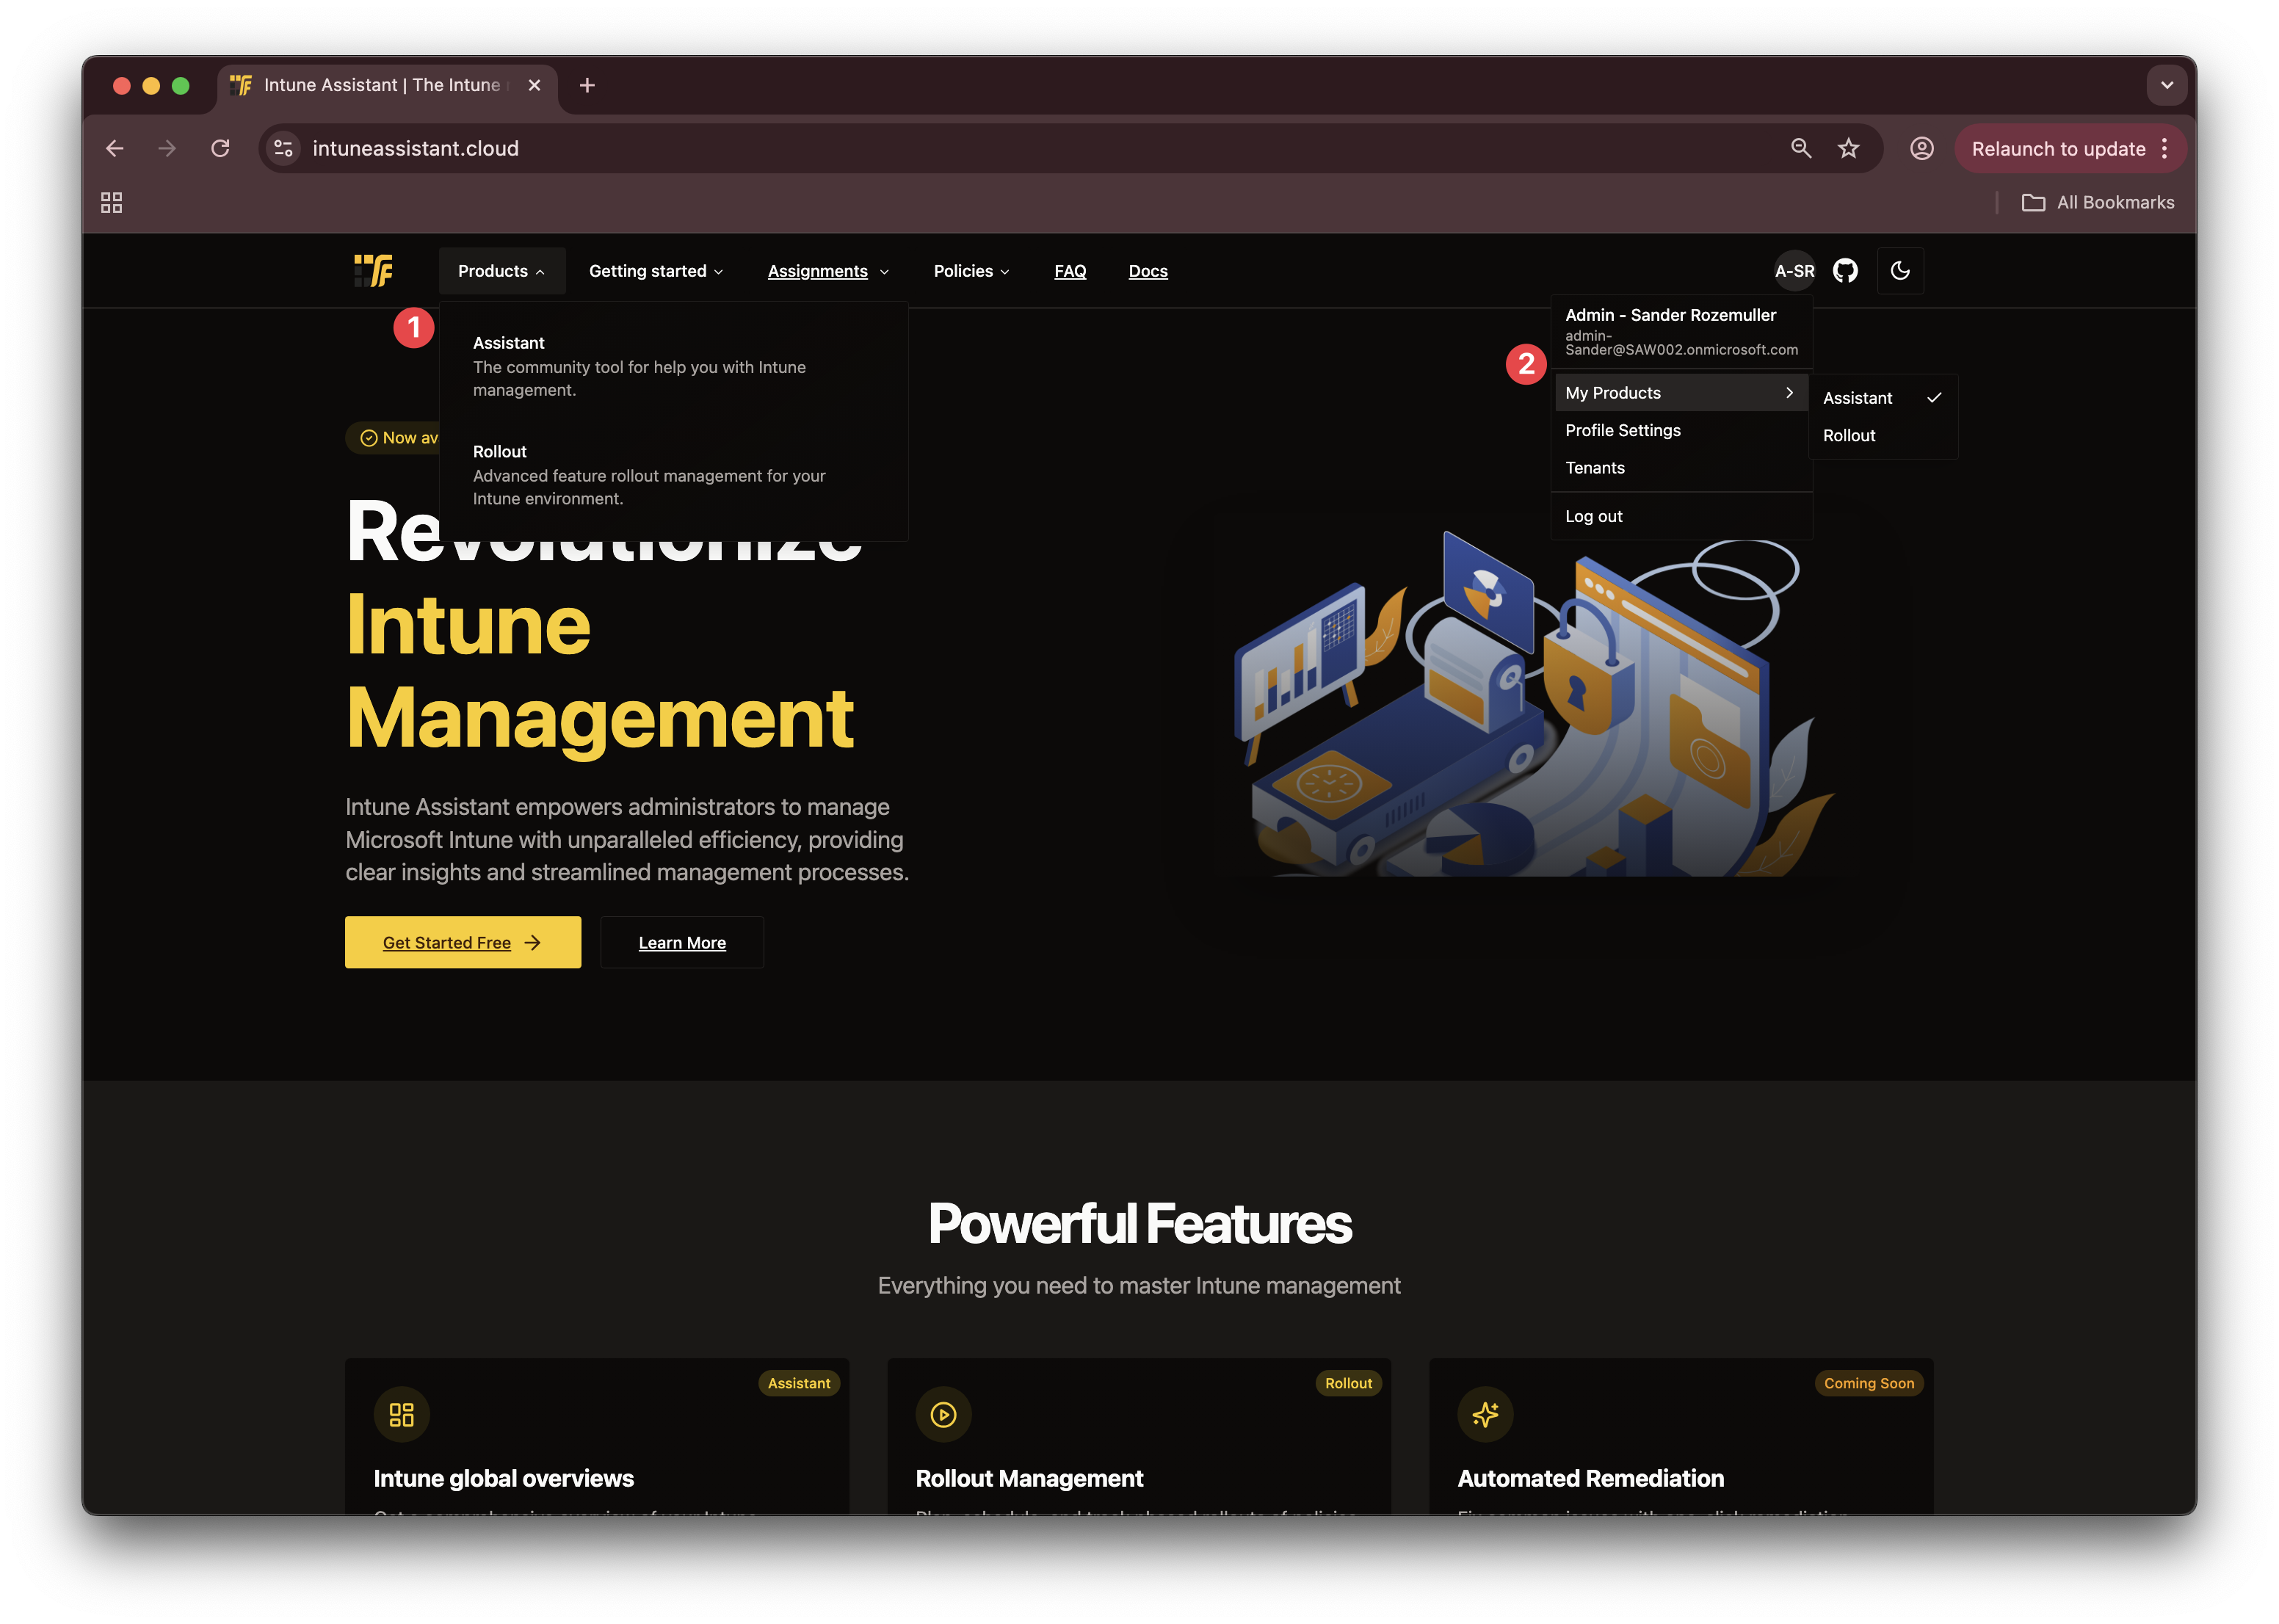 Intune Assistant | The Intune
intuneassistant.cloud
Relaunch to update
All Bookmarks
Products
Getting started
Assignments
Policies
FAQ
Docs
A-SR
1
Assistant
The community tool for help you with Intune
management.
Rollout
Advanced feature rollout management for your
Intune environment.
2
Admin - Sander Rozemuller
admin-
Sander@SAW002.onmicrosoft.com
My Products
Profile Settings
Tenants
Log out
Assistant
Rollout
Now av
Revolutionize
Intune
Management
Intune Assistant empowers administrators to manage
Microsoft Intune with unparalleled efficiency, providing
clear insights and streamlined management processes.
Get Started Free
Learn More
Powerful Features
Everything you need to master Intune management
Assistant
Intune global overviews
Rollout
Rollout Management
Coming Soon
Automated Remediation